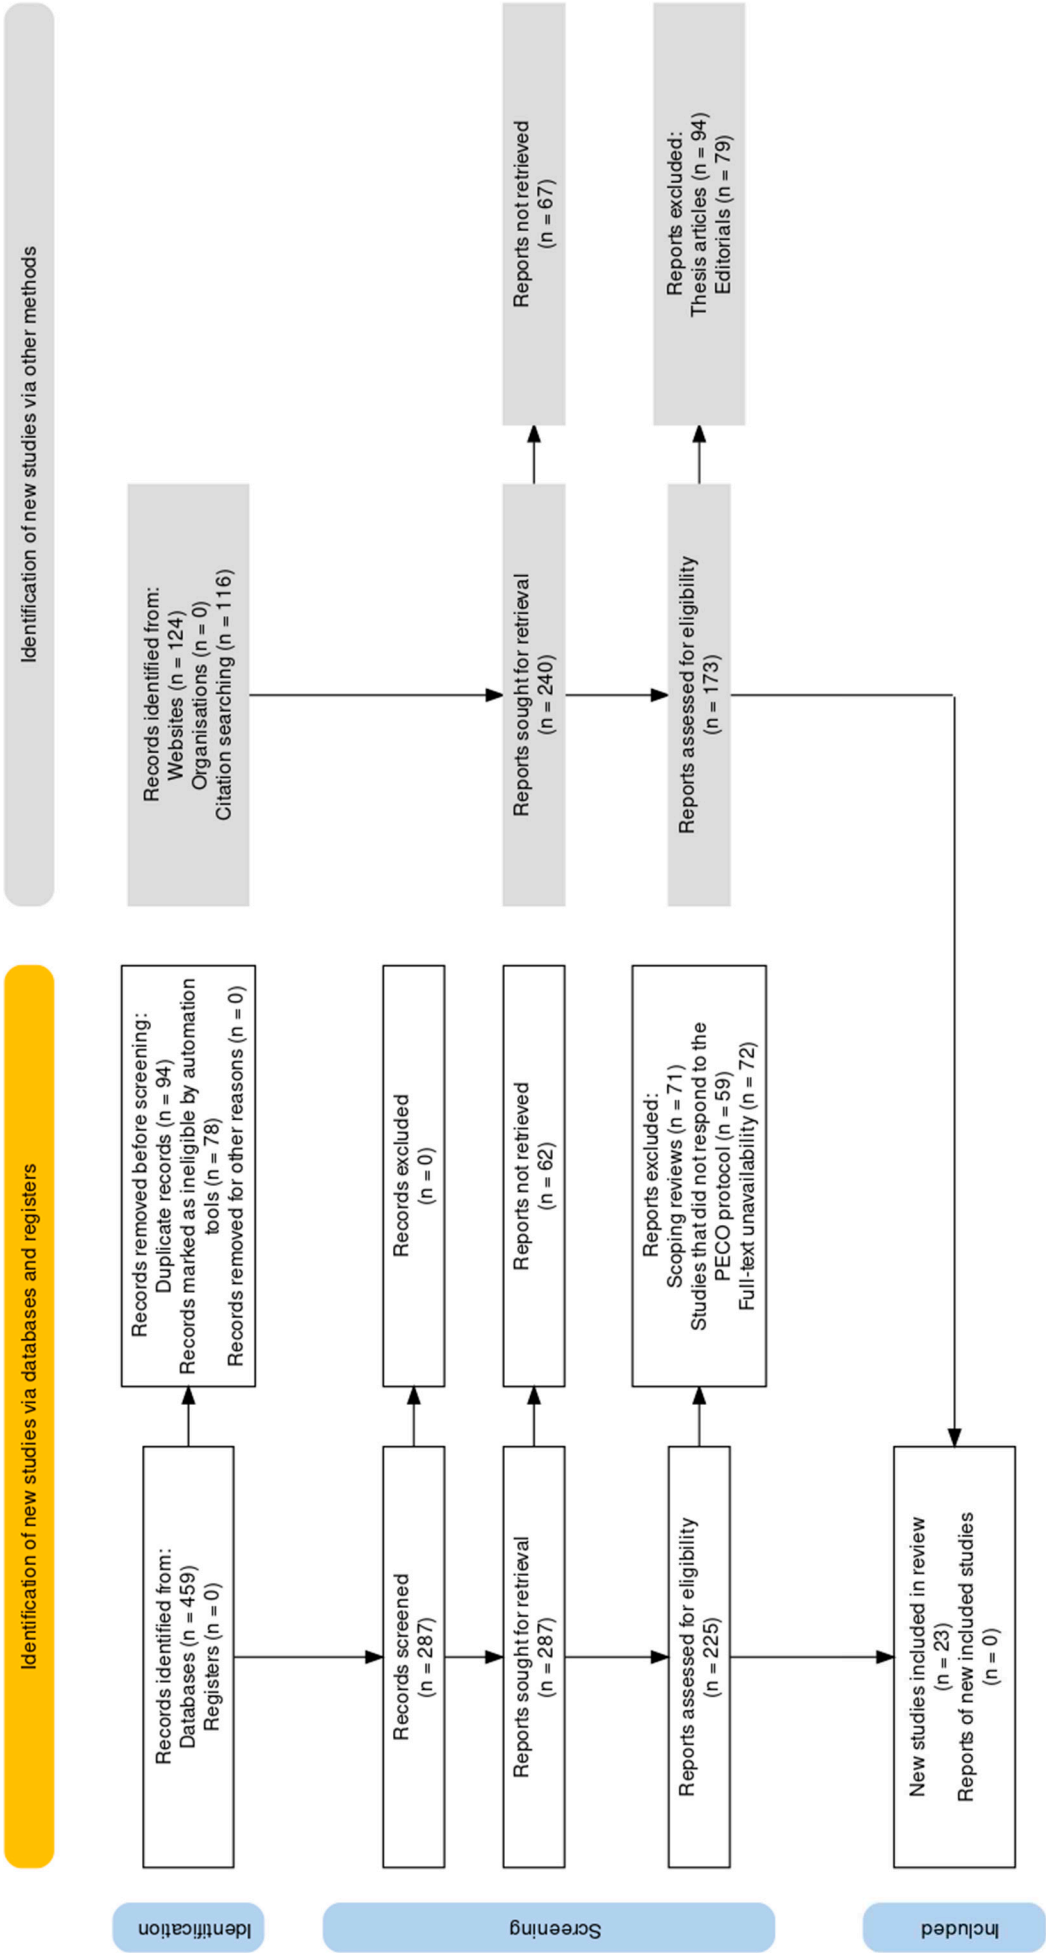 Identification of new studies via databases and registers
Identification of new studies via other methods
Identification
Records identified from:
Databases (n = 459)
Registers (n = 0)
Records removed before screening:
Duplicate records (n = 94)
Records marked as ineligible by automation
tools (n = 78)
Records removed for other reasons (n = 0)
Records identified from:
Websites (n = 124)
Organisations (n = 0)
Citation searching (n = 116)
Screening
Records screened
(n = 287)
Records excluded
(n = 0)
Reports sought for retrieval
(n = 287)
Reports not retrieved
(n = 62)
Reports sought for retrieval
(n = 240)
Reports not retrieved
(n = 67)
Reports assessed for eligibility
(n = 225)
Reports excluded:
Scoping reviews (n = 71)
Studies that did not respond to the
PECO protocol (n = 59)
Full-text unavailability (n = 72)
Reports assessed for eligibility
(n = 173)
Reports excluded:
Thesis articles (n = 94)
Editorials (n = 79)
Included
New studies included in review
(n = 23)
Reports of new included studies
(n = 0)